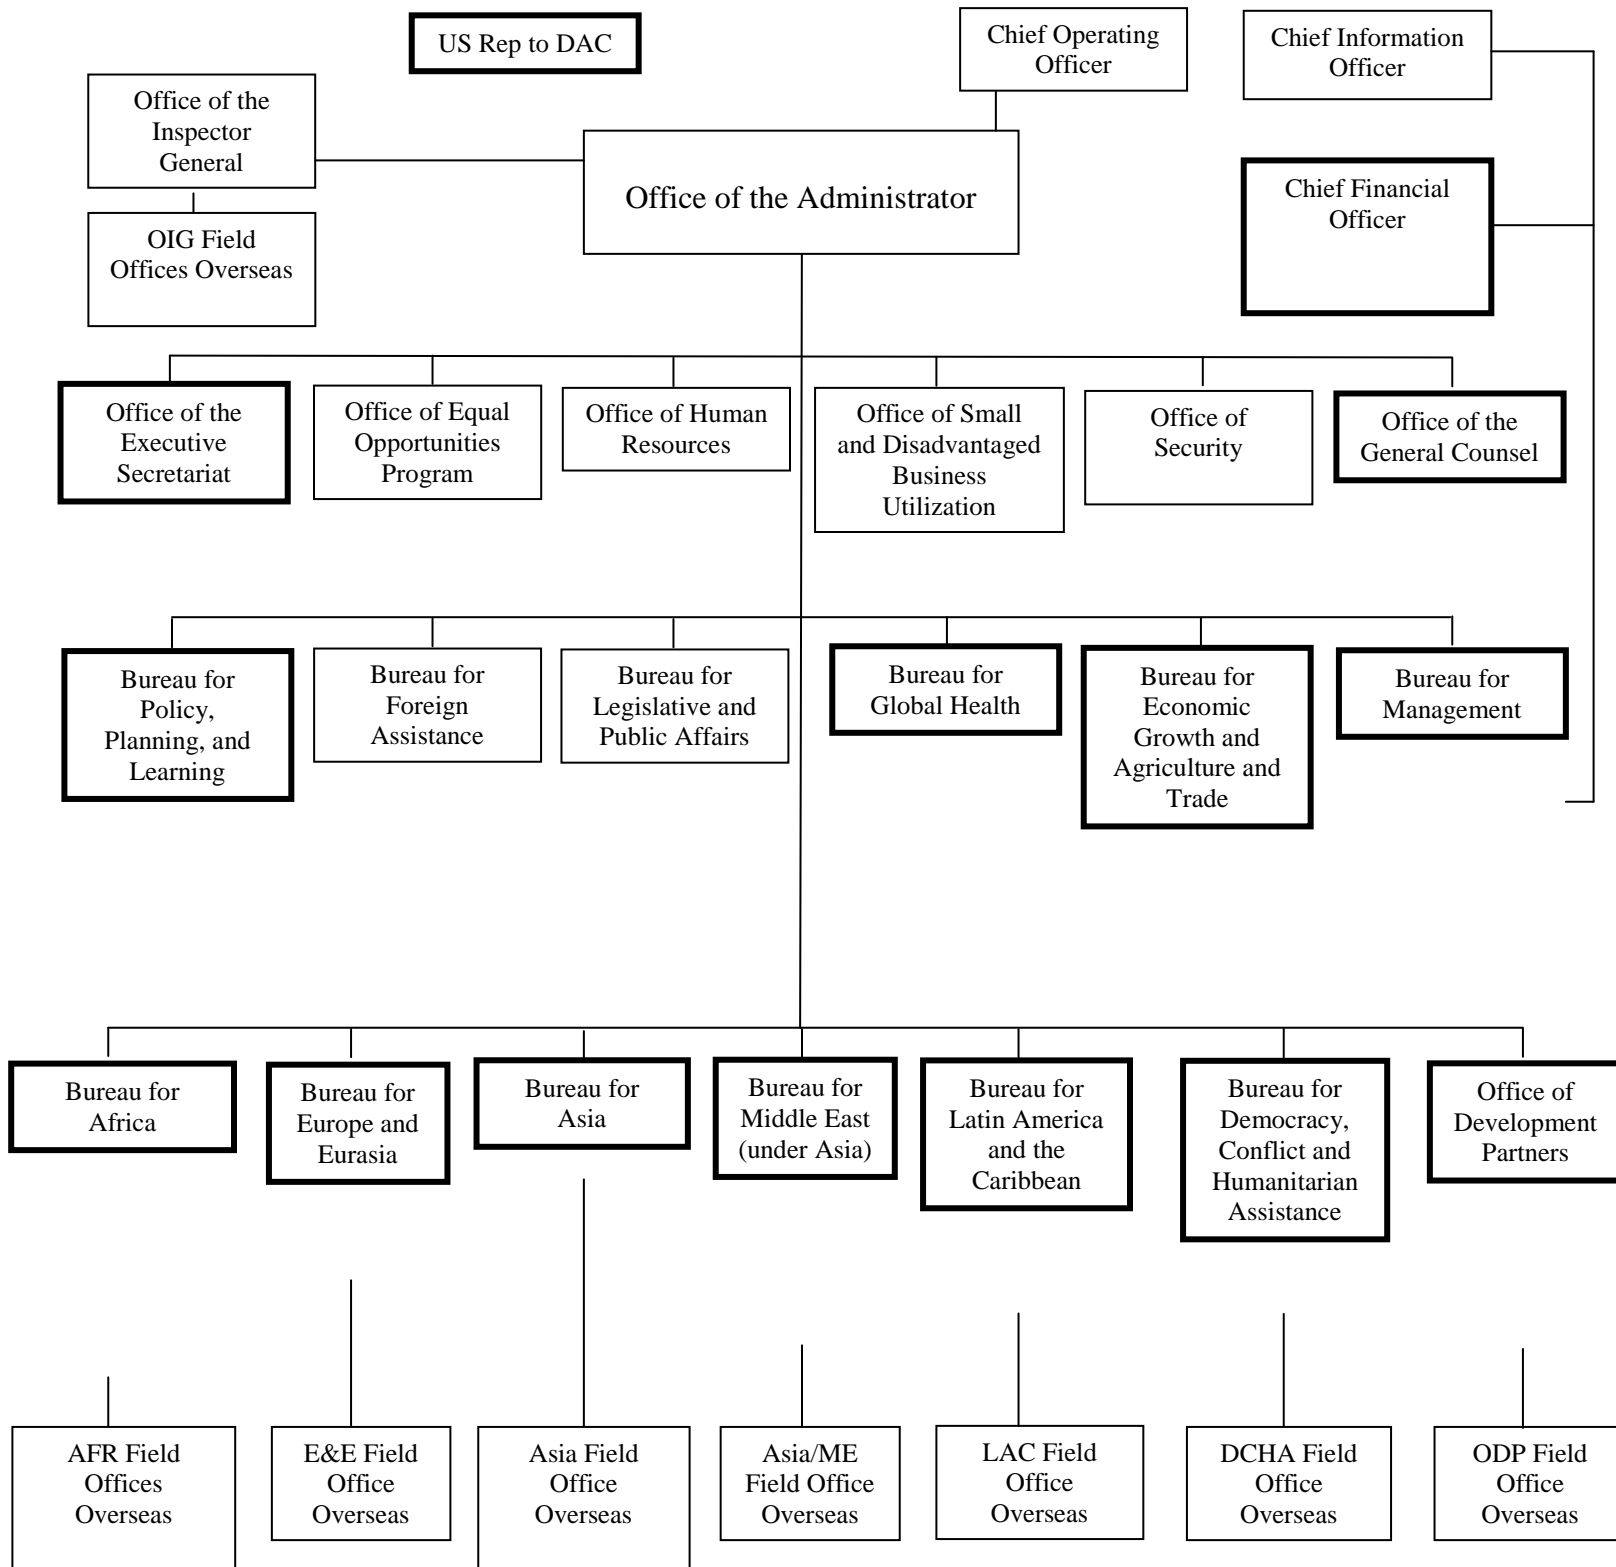 US Rep to DAC
Chief Operating
Officer
Chief Information
Officer
Office of the
Inspector
General
Office of the Administrator
Chief Financial
Officer
OIG Field
Offices Overseas
Office of the
Executive
Secretariat
Office of Equal
Opportunities
Program
Office of Human
Resources
Office of Small
and Disadvantaged
Business
Utilization
Office of
Security
Office of the
General Counsel
Bureau for
Policy,
Planning, and
Learning
Bureau for
Foreign
Assistance
Bureau for
Legislative and
Public Affairs
Bureau for
Global Health
Bureau for
Economic
Growth and
Agriculture and
Trade
Bureau for
Management
Bureau for
Africa
Bureau for
Europe and
Eurasia
Bureau for
Asia
Bureau for
Middle East
(under Asia)
Bureau for
Latin America
and the
Caribbean
Bureau for
Democracy,
Conflict and
Humanitarian
Assistance
Office of
Development
Partners
AFR Field
Offices
Overseas
E&E Field
Office
Overseas
Asia Field
Office
Overseas
Asia/ME
Field Office
Overseas
LAC Field
Office
Overseas
DCHA Field
Office
Overseas
ODP Field
Office
Overseas